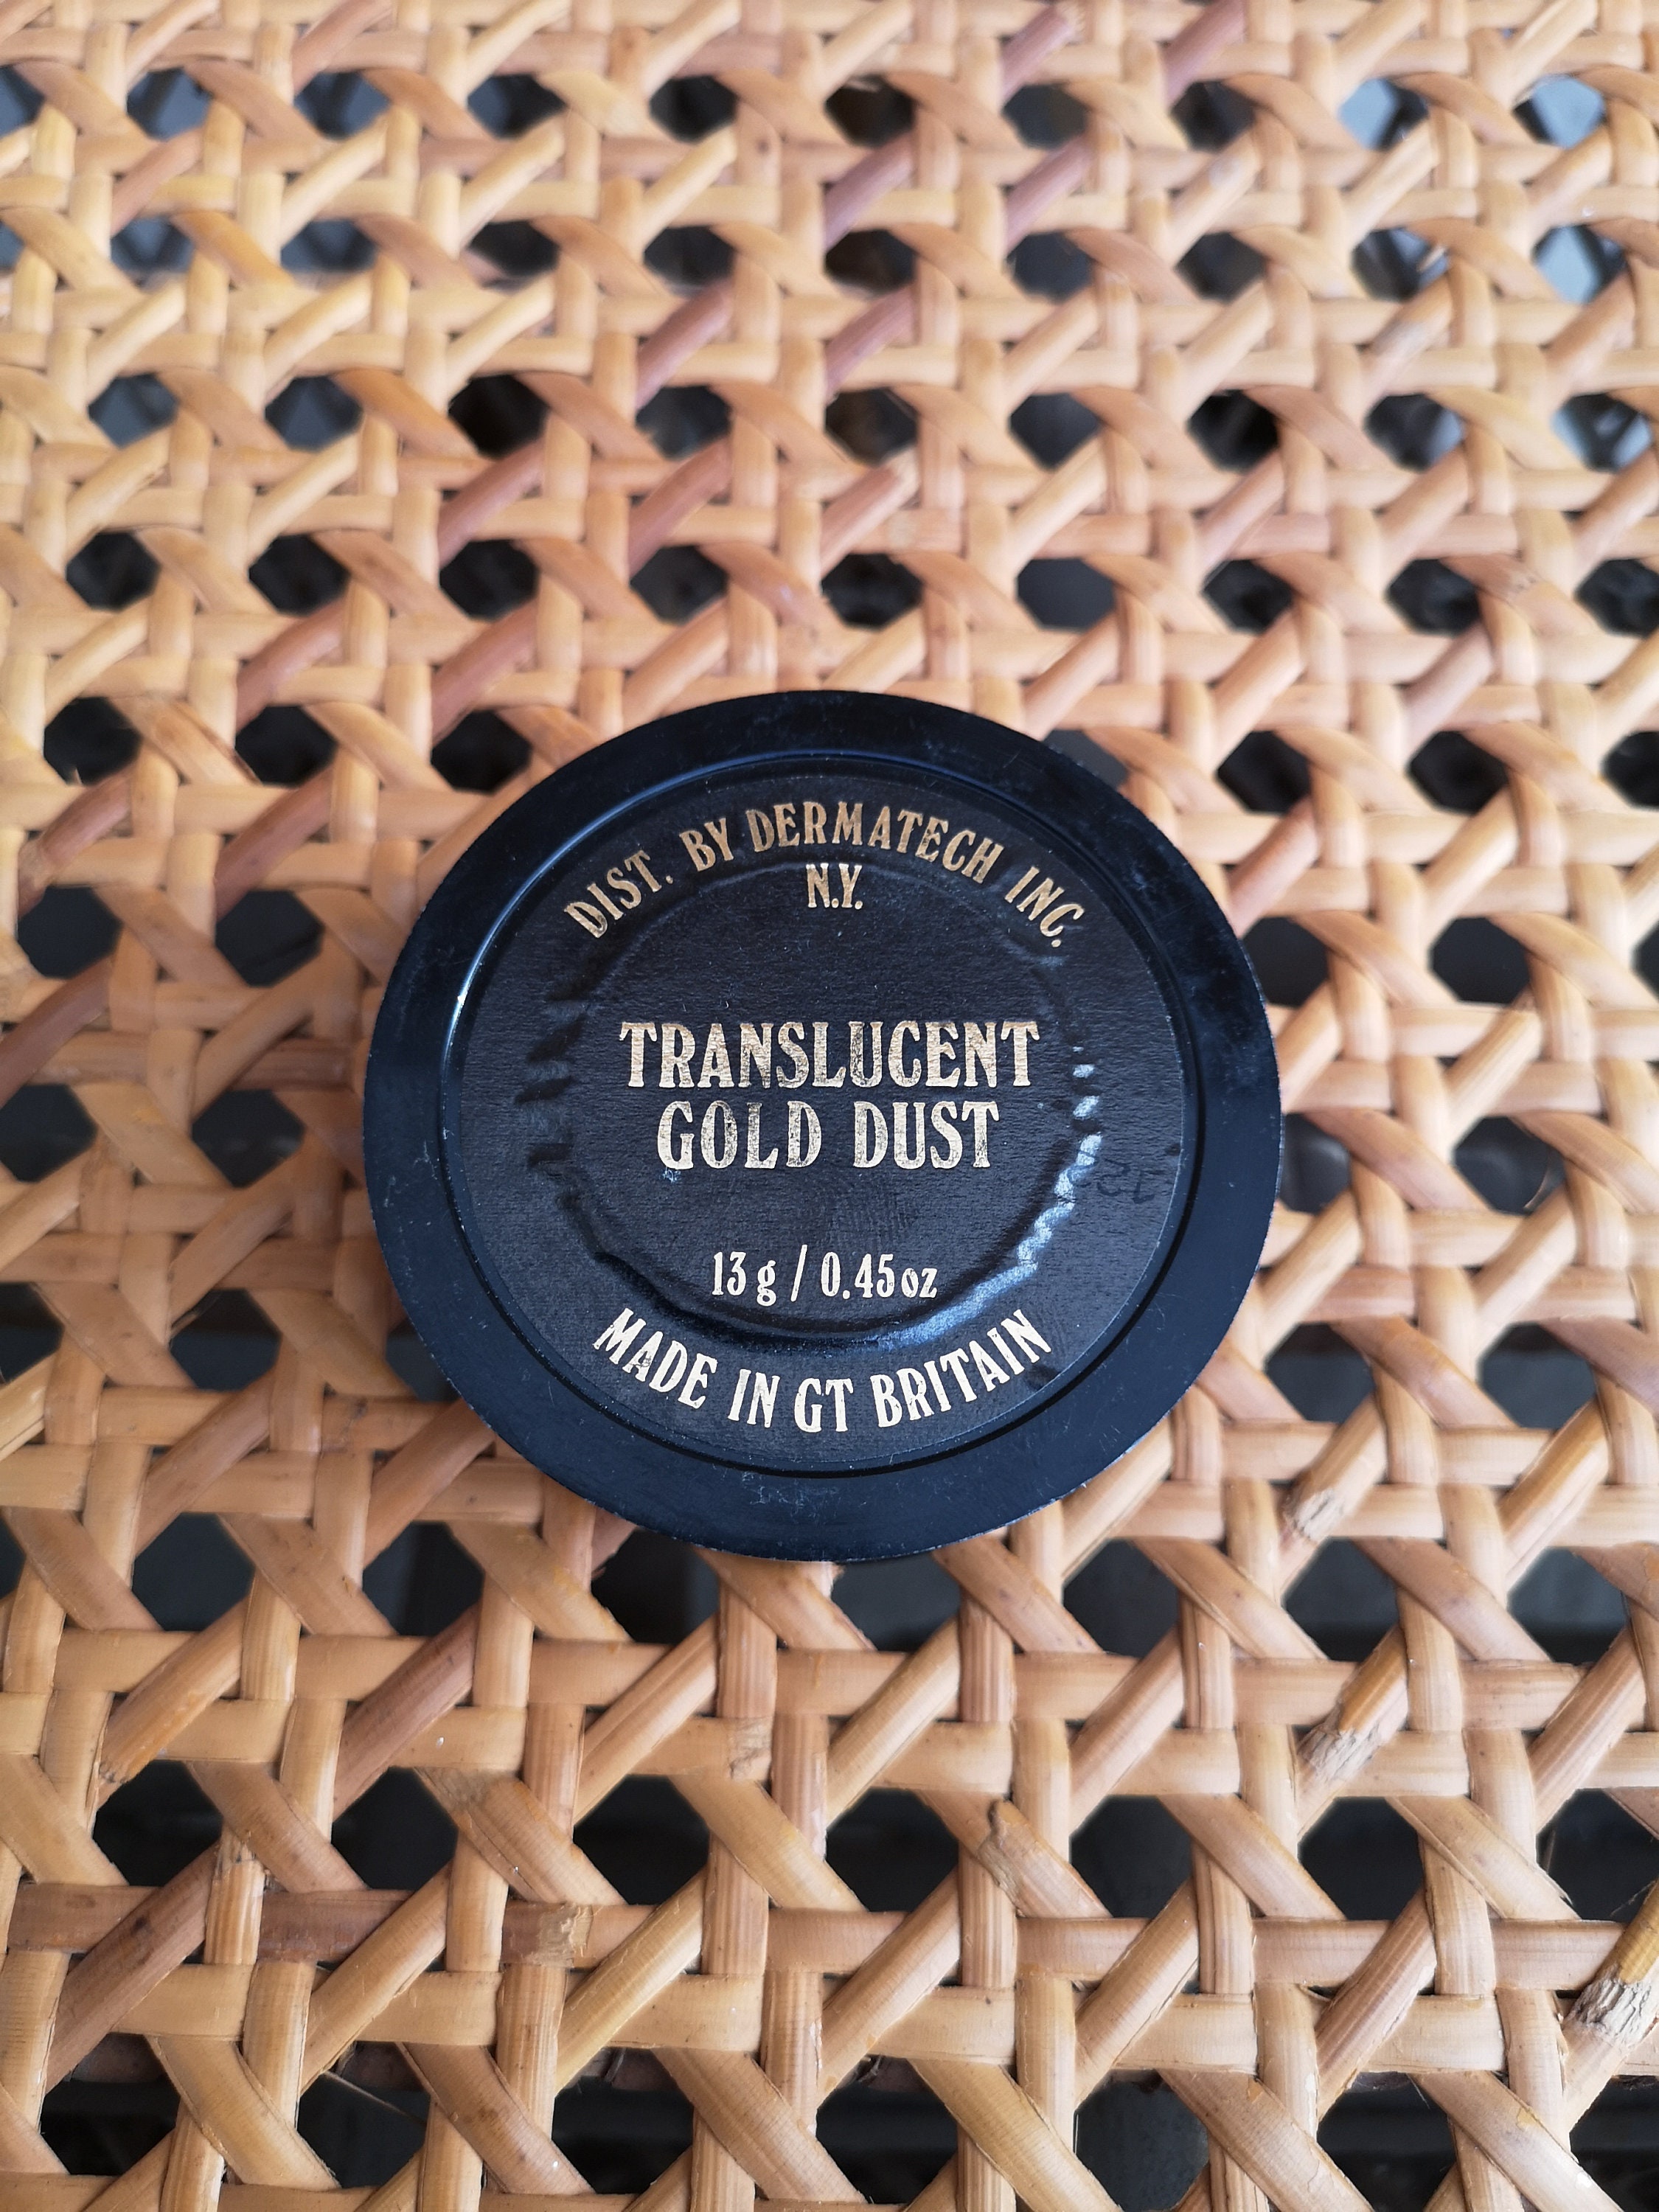 DIST. BY DERMATECH INC.
N.Y.
TRANSLUCENT
GOLD DUST
13 g / 0.45 oz
MADE IN GT BRITAIN